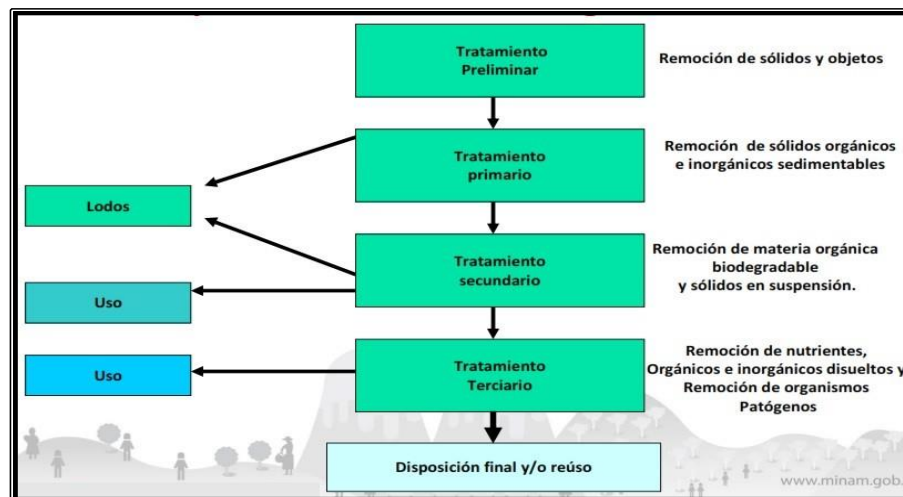 Tratamiento
Preliminar
Remoción de sólidos y objetos
Tratamiento
primario
Remoción de sólidos orgánicos
e inorgánicos sedimentables
Lodos
Tratamiento
secundario
Remoción de materia orgánica
biodegradable
y sólidos en suspensión.
Uso
Uso
Tratamiento
Terciario
Remoción de nutrientes,
Orgánicos e inorgánicos disueltos y
Remoción de organismos
Patógenos
Disposición final y/o reúso
www.minam.gob.